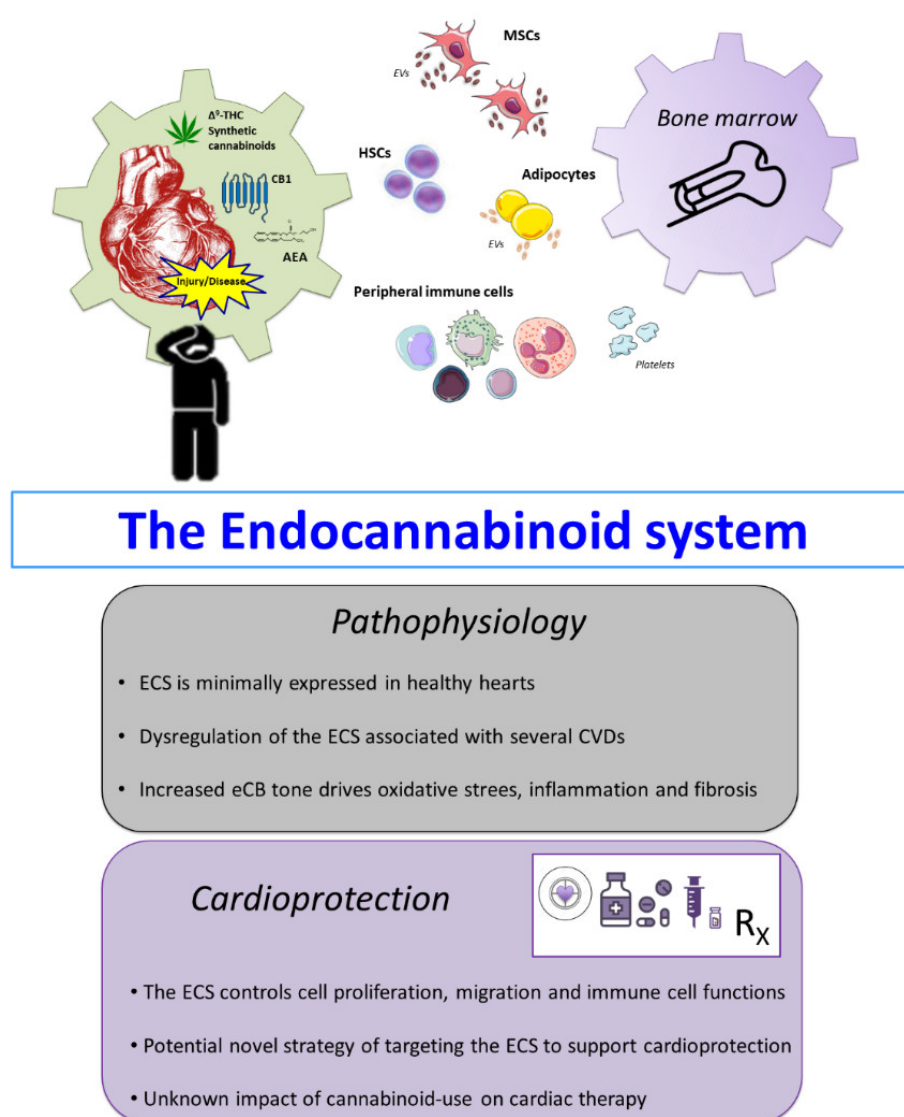 MSCs
EVs
Δ⁹-THC
Synthetic
cannabinoids
CB1
AEA
Injury/Disease
HSCs
Adipocytes
EVs
Bone marrow
Peripheral immune cells
Platelets
The Endocannabinoid system
Pathophysiology
• ECS is minimally expressed in healthy hearts
• Dysregulation of the ECS associated with several CVDs
• Increased eCB tone drives oxidative strees, inflammation and fibrosis
Cardioprotection
RX
• The ECS controls cell proliferation, migration and immune cell functions
• Potential novel strategy of targeting the ECS to support cardioprotection
• Unknown impact of cannabinoid-use on cardiac therapy